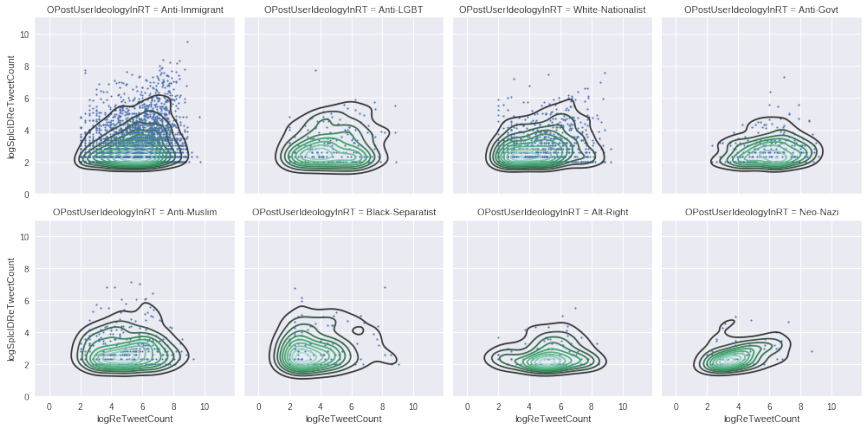 OPostUserIdeologyInRT = Anti-Immigrant
OPostUserIdeologyInRT = Anti-LGBT
OPostUserIdeologyInRT = White-Nationalist
OPostUserIdeologyInRT = Anti-Govt
10
8
6
4
2
0
logSplcIDReTweetCount
OPostUserIdeologyInRT = Anti-Muslim
OPostUserIdeologyInRT = Black-Separatist
OPostUserIdeologyInRT = Alt-Right
OPostUserIdeologyInRT = Neo-Nazi
10
8
6
4
2
0
logSplcIDReTweetCount
0 2 4 6 8 10
0 2 4 6 8 10
0 2 4 6 8 10
0 2 4 6 8 10
logReTweetCount
logReTweetCount
logReTweetCount
logReTweetCount